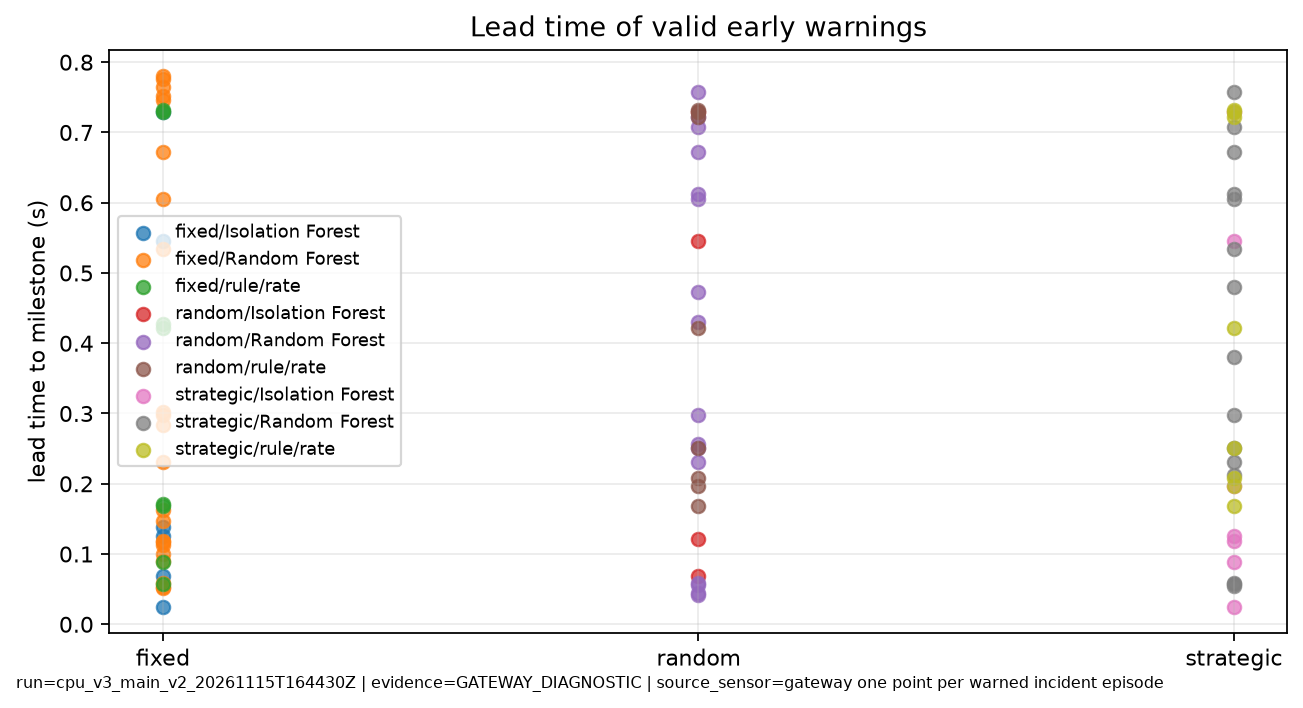 Lead time of valid early warnings
lead time to milestone (s)
0.8
0.7
0.6
0.5
0.4
0.3
0.2
0.1
0.0
fixed/Isolation Forest
fixed/Random Forest
fixed/rule/rate
random/Isolation Forest
random/Random Forest
random/rule/rate
strategic/Isolation Forest
strategic/Random Forest
strategic/rule/rate
fixed random strategic
run=cpu_v3_main_v2_20261115T164430Z | evidence=GATEWAY_DIAGNOSTIC | source_sensor=gateway one point per warned incident episode